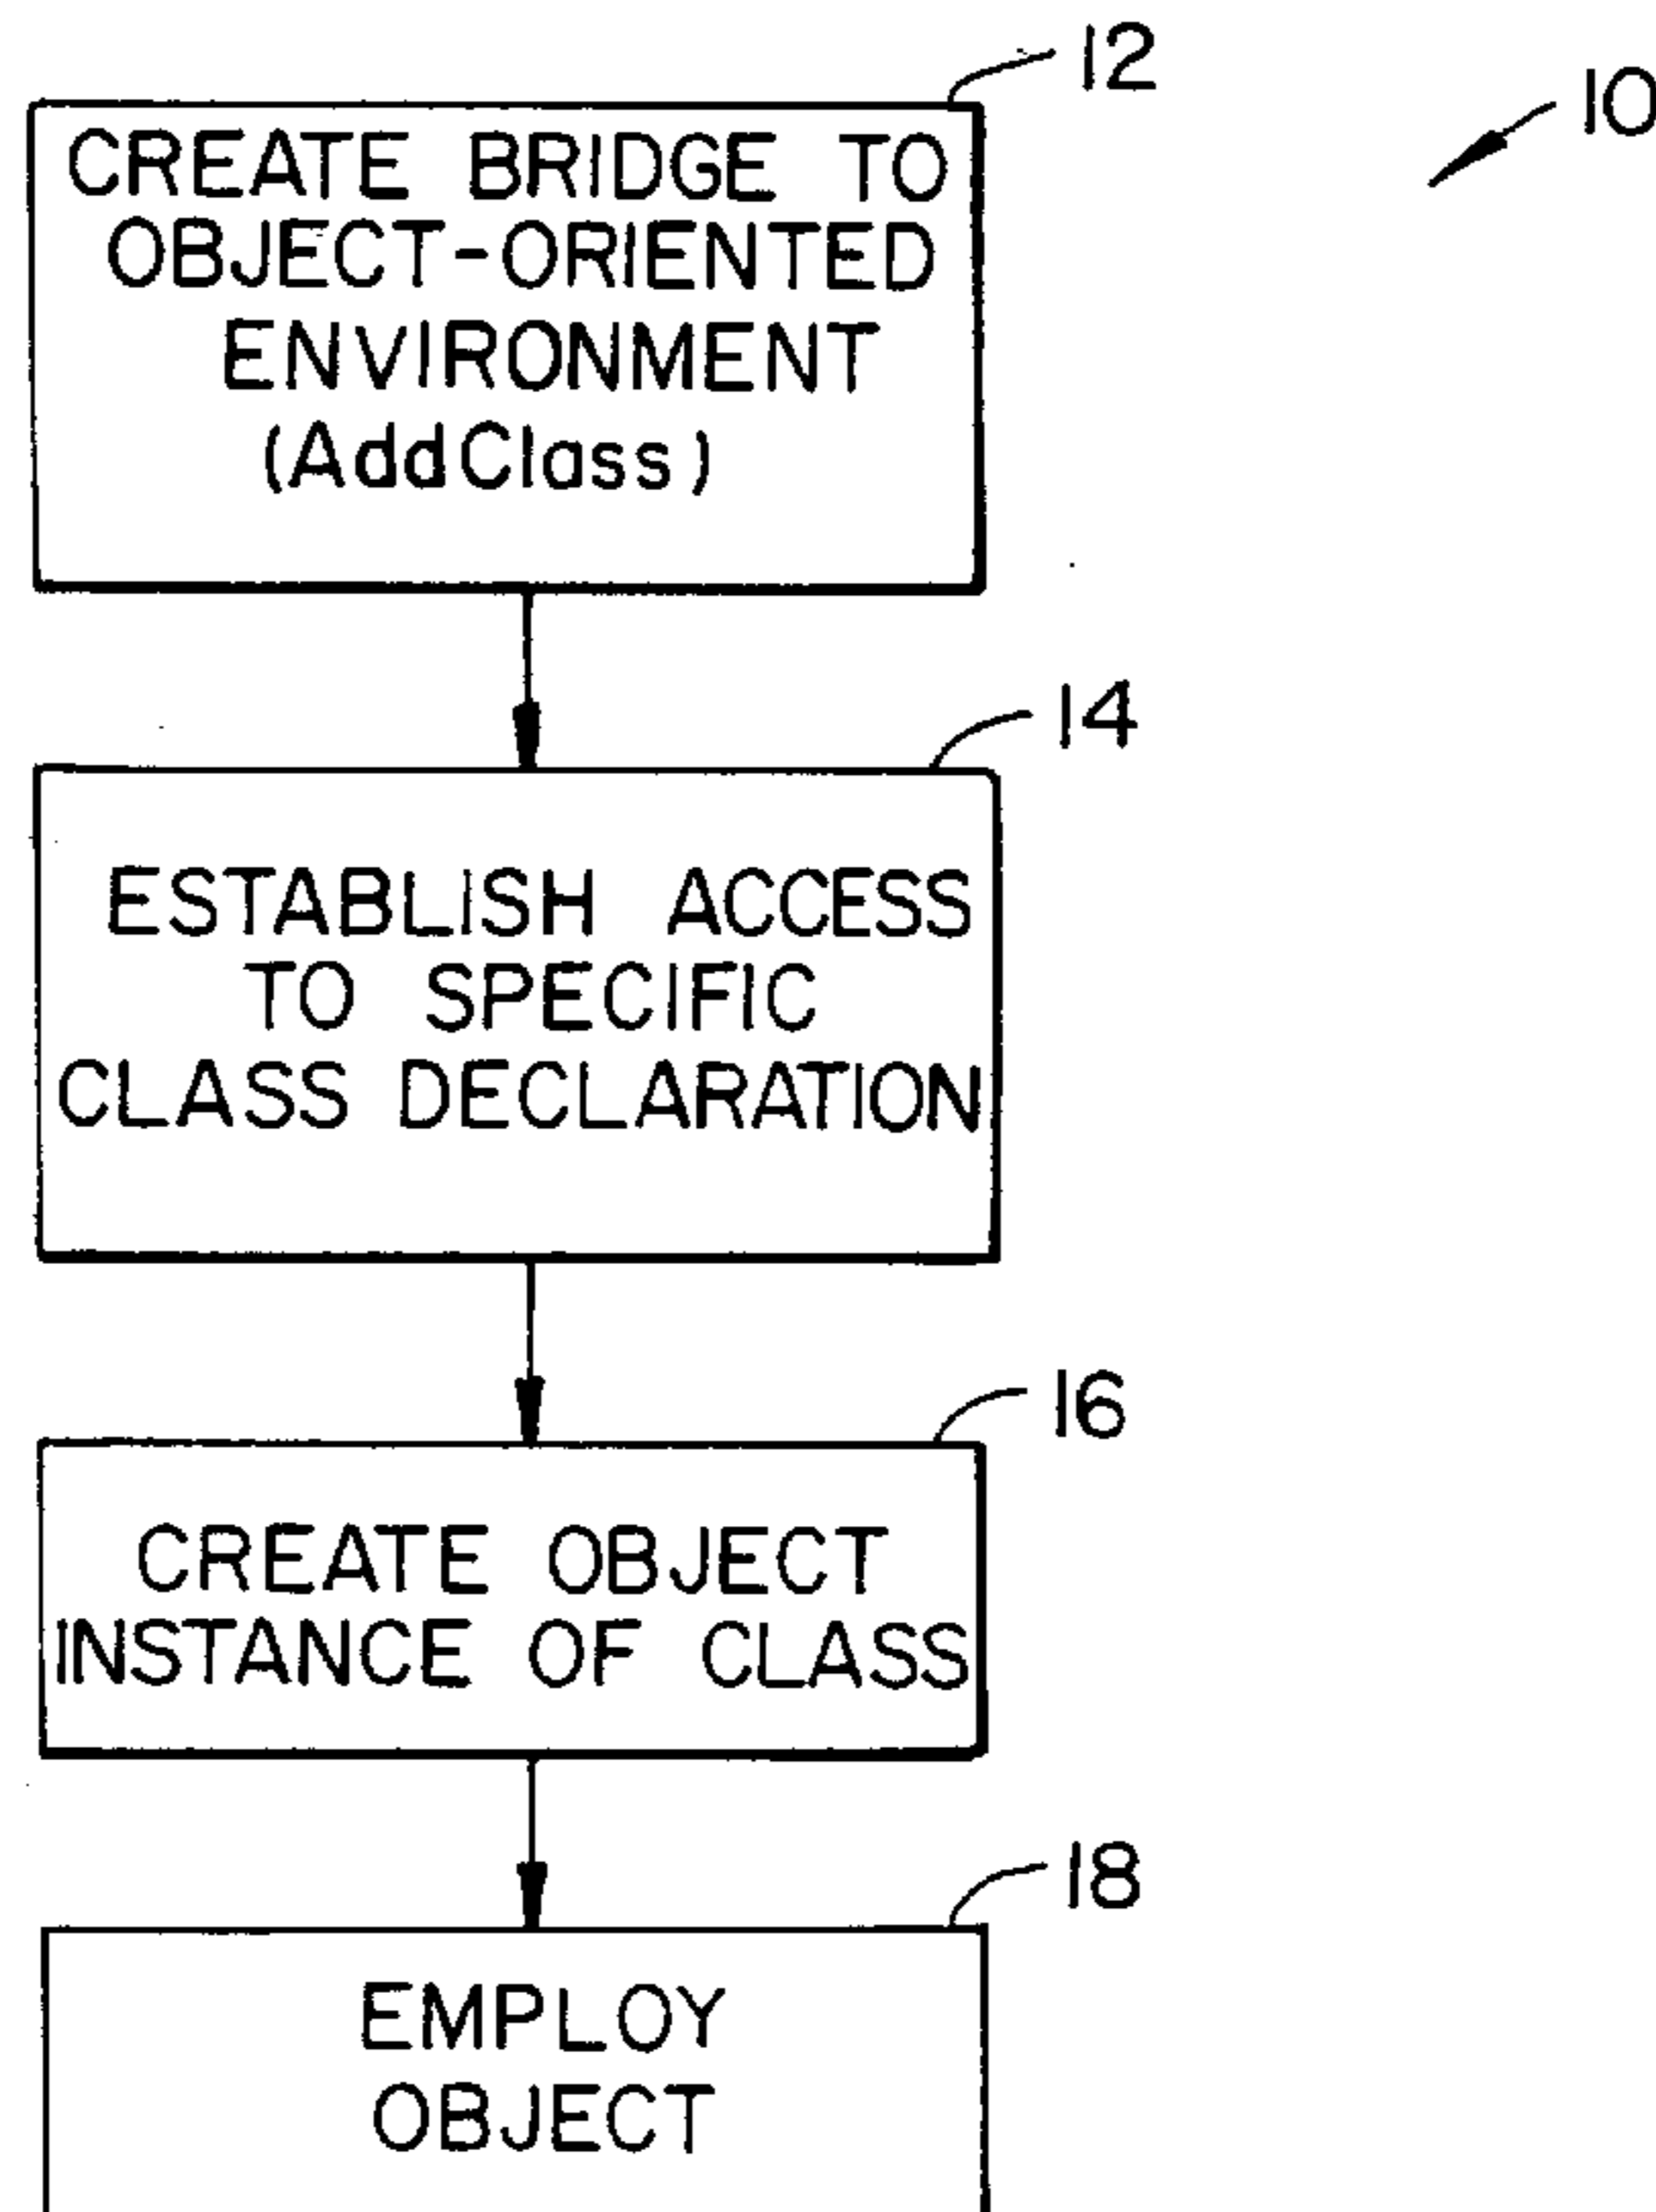 12
10
CREATE BRIDGE TO
OBJECT-ORIENTED
ENVIRONMENT
(AddClass)
14
ESTABLISH ACCESS
TO SPECIFIC
CLASS DECLARATION
16
CREATE OBJECT
INSTANCE OF CLASS
18
EMPLOY
OBJECT